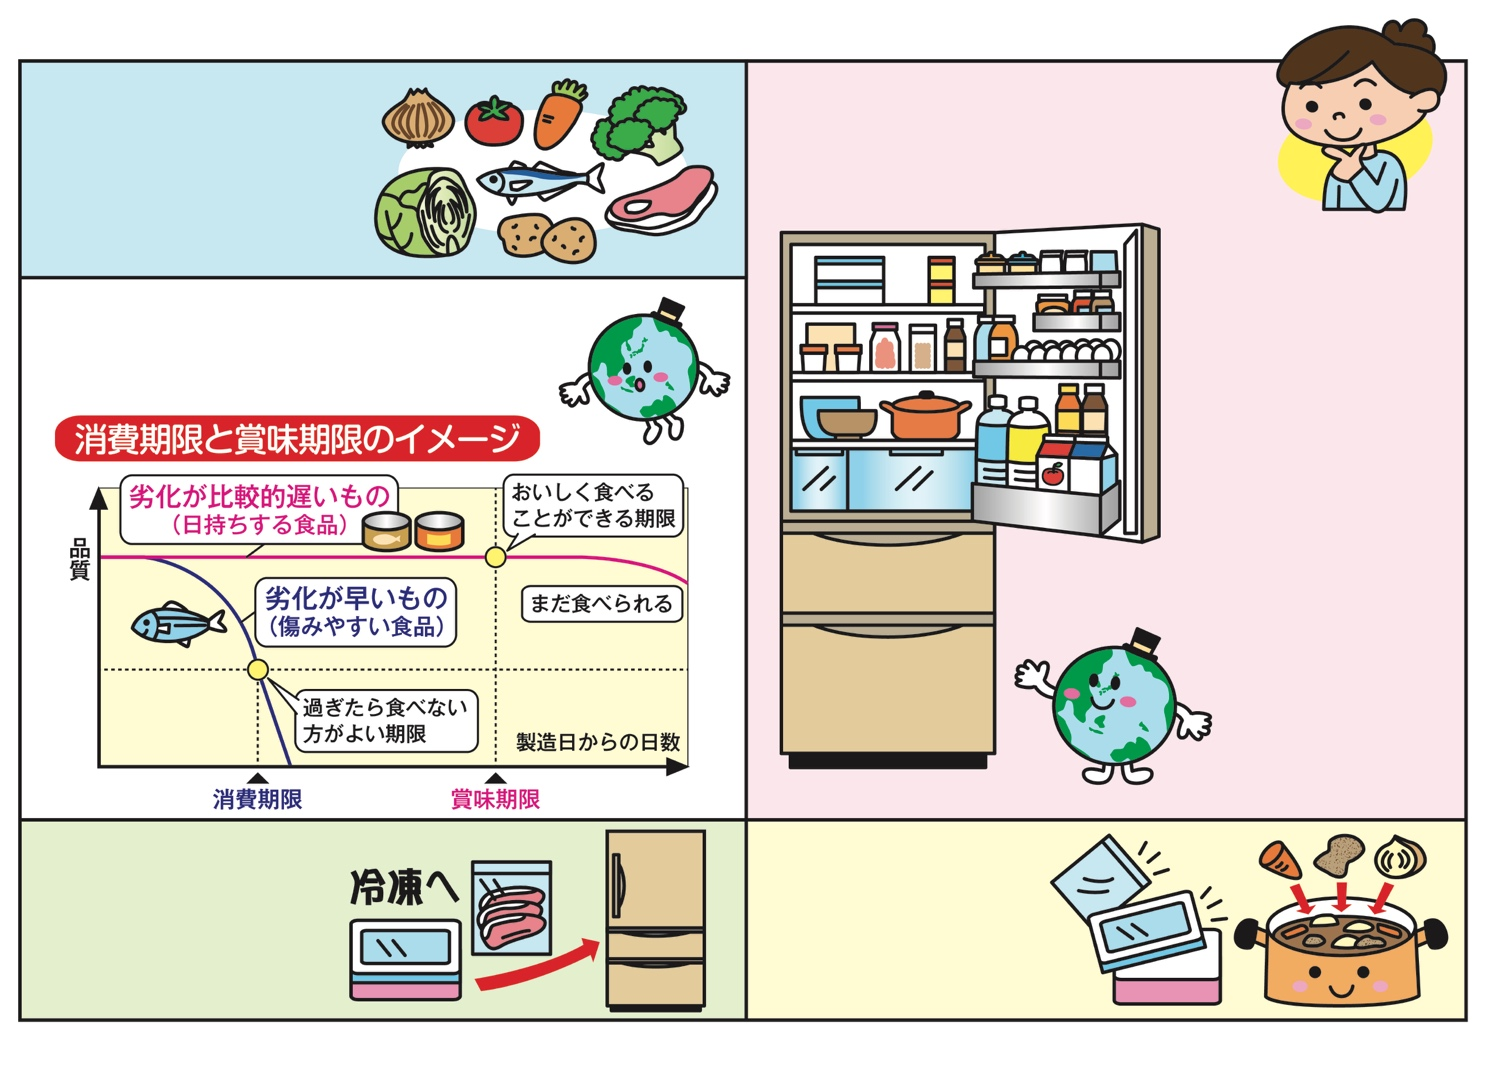 消費期限と賞味期限のイメージ
劣化が比較的遅いもの
（日持ちする食品）
おいしく食べる
ことができる期限
品質
劣化が早いもの
（傷みやすい食品）
まだ食べられる
過ぎたら食べない
方がよい期限
製造日からの日数
消費期限
賞味期限
冷凍へ